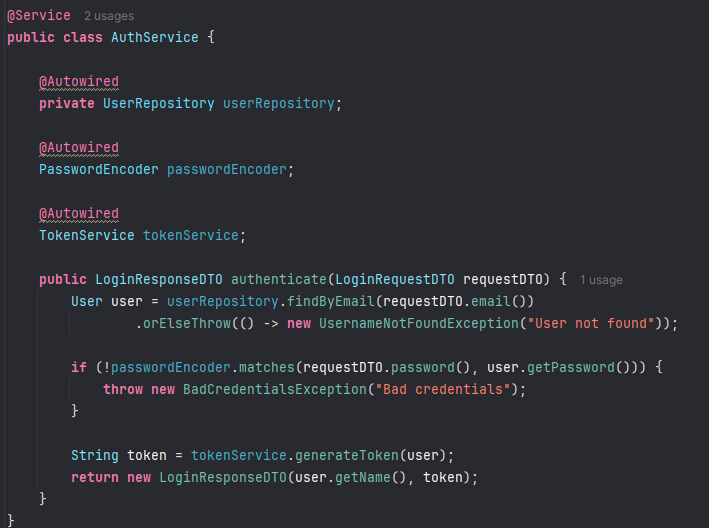 @Service 2 usages
public class AuthService {
@Autowired
private UserRepository userRepository;
@Autowired
PasswordEncoder passwordEncoder;
@Autowired
TokenService tokenService;
public LoginResponseDTO authenticate(LoginRequestDTO requestDTO) { 1 usage
User user = userRepository.findByEmail(requestDTO.email())
.orElseThrow(() -> new UsernameNotFoundException("User not found"));
if (!passwordEncoder.matches(requestDTO.password(), user.getPassword())) {
throw new BadCredentialsException("Bad credentials");
}
String token = tokenService.generateToken(user);
return new LoginResponseDTO(user.getName(), token);
}
}